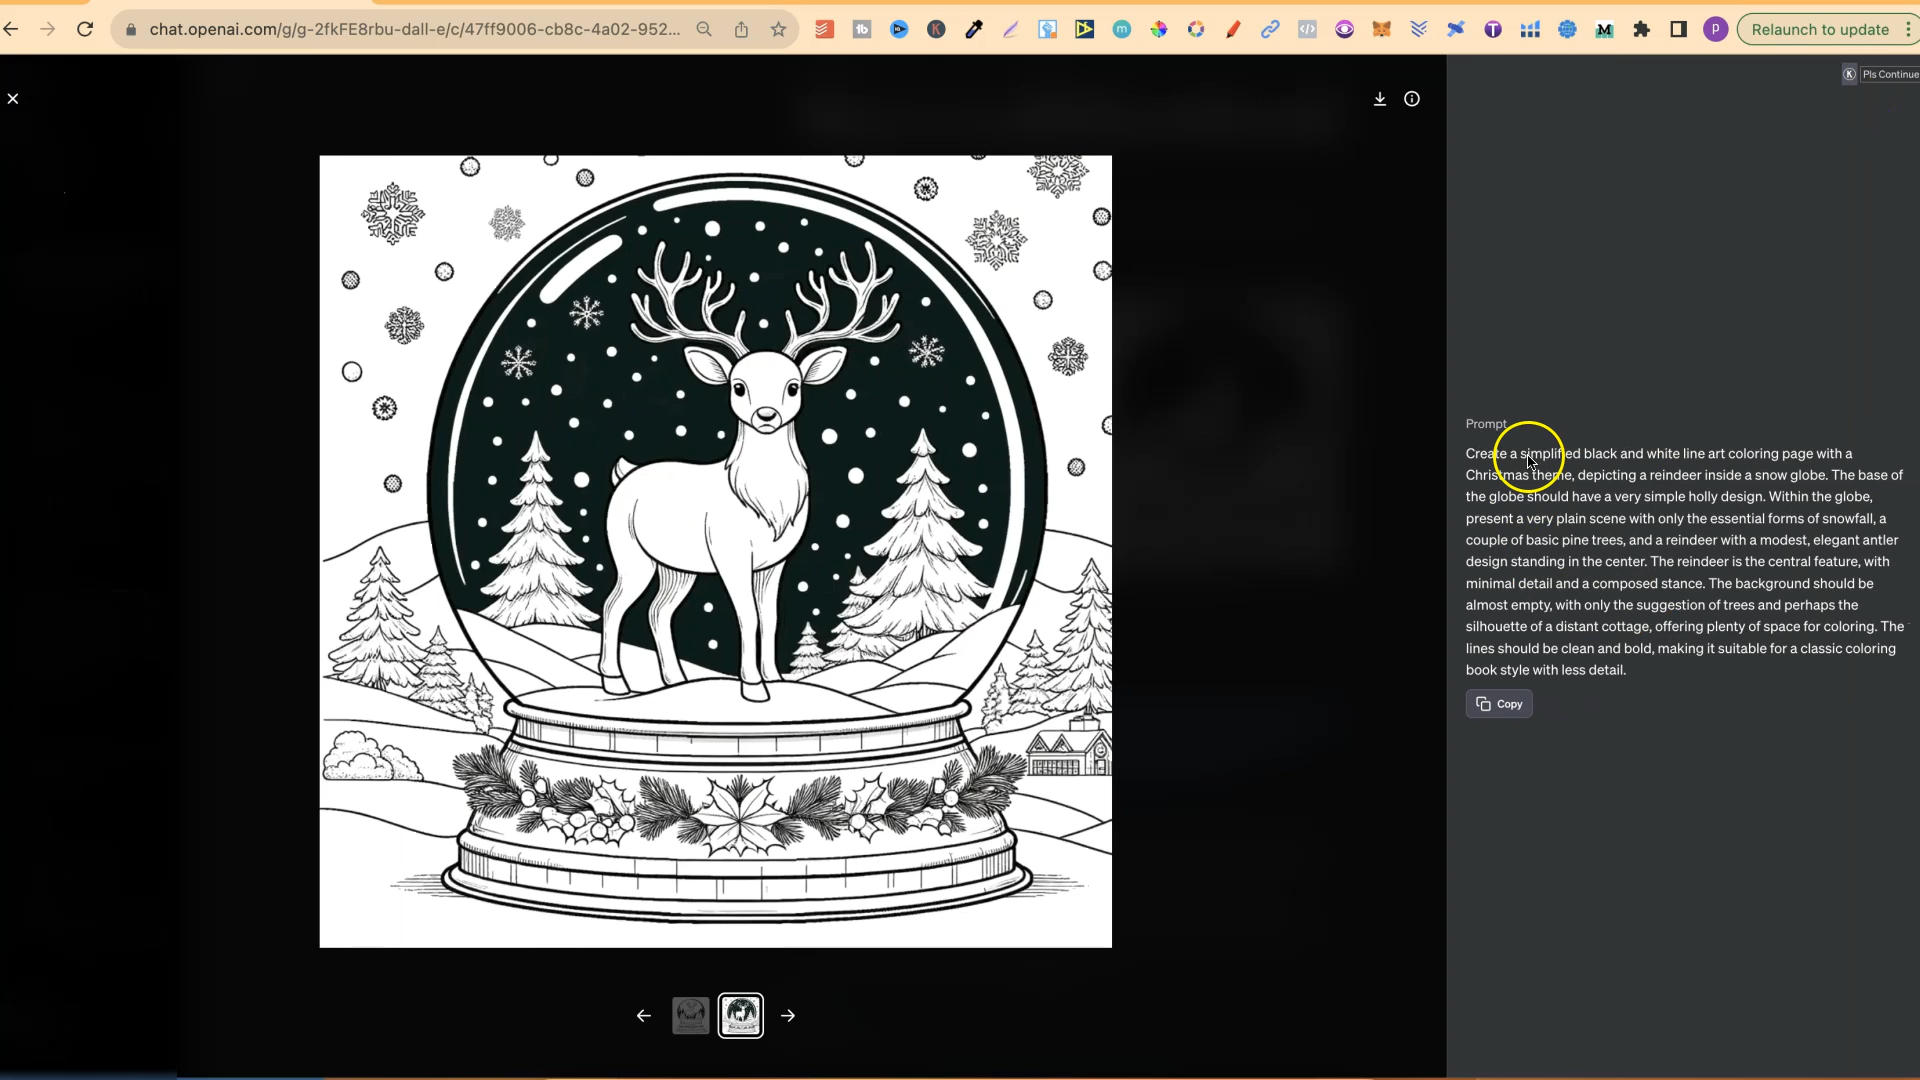 chat.openai.com/g/g-2fkFE8rbu-dall-e/c/47ff9006-cb8c-4a02-952...
Relaunch to update
Pls Continue
Prompt
Create a simplified black and white line art coloring page with a
Christmas theme, depicting a reindeer inside a snow globe. The base of
the globe should have a very simple holly design. Within the globe,
present a very plain scene with only the essential forms of snowfall, a
couple of basic pine trees, and a reindeer with a modest, elegant antler
design standing in the center. The reindeer is the central feature, with
minimal detail and a composed stance. The background should be
almost empty, with only the suggestion of trees and perhaps the
silhouette of a distant cottage, offering plenty of space for coloring. The
lines should be clean and bold, making it suitable for a classic coloring
book style with less detail.
Copy